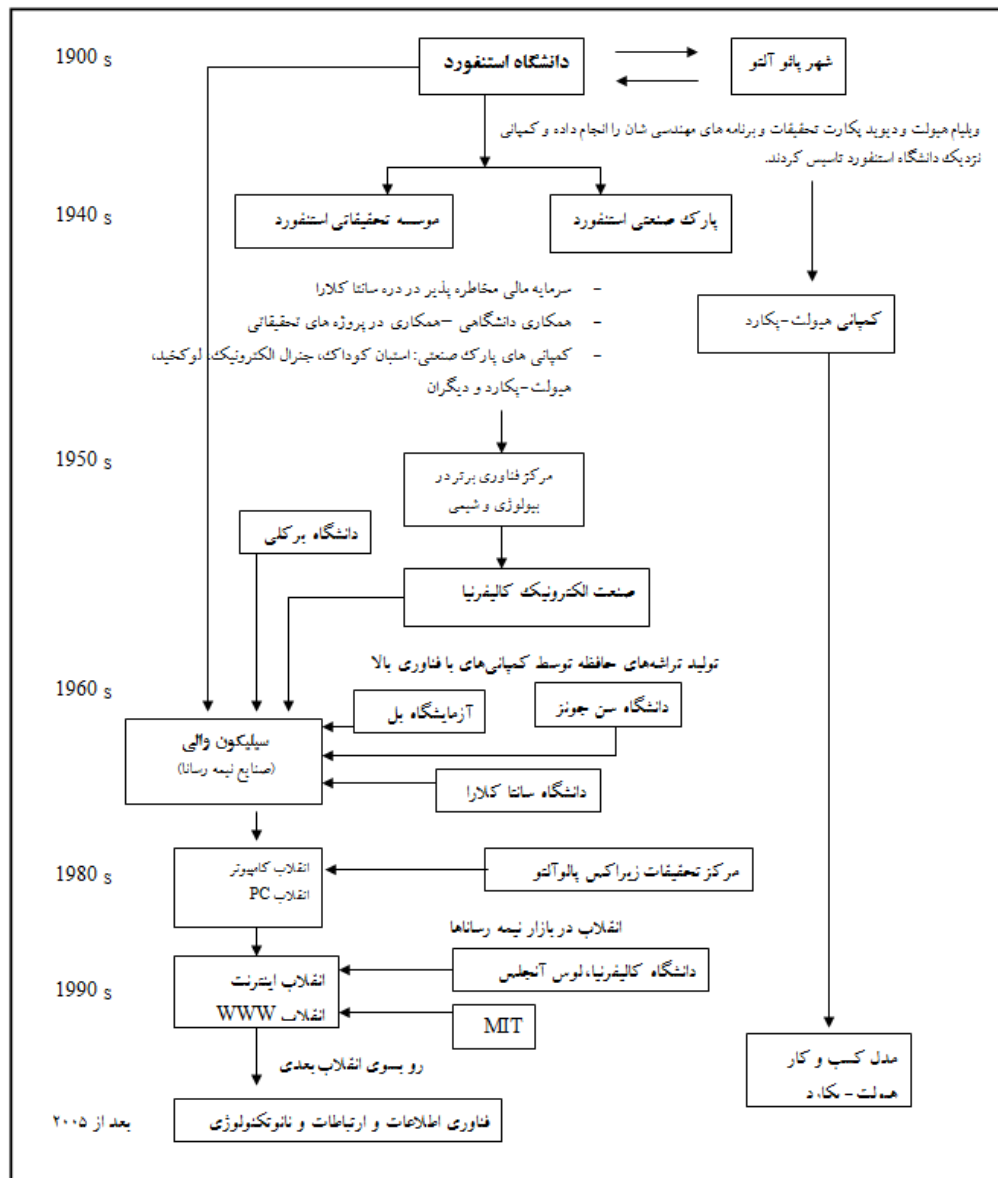 1900 s
دانشگاه استنفورد
شهر پائو آلتو
ویلیام هیولت و دیوید پکارت تحقیقات و برنامه های مهندسی شان را انجام داده و کمپانی
نزدیک دانشگاه استنفورد تاسیس کردند.
1940 s
موسسه تحقیقاتی استنفورد
پارک صنعتی استنفورد
- سرمایه مالی مخاطره پذیر در دره سانتا کلارا
- همکاری دانشگاهی –همکاری در پروژه های تحقیقاتی
- کمپانی های پارک صنعتی: استبان کوداک، جنرال الکترونیک، لوکخید،
هیولت-پکارد و دیگران
کمپانی هیولت-پکارد
1950 s
مرکز فناوری برتر در
بیولوژی و شیمی
دانشگاه برکلی
صنعت الکترونیک کالیفرنیا
تولید تراشه‌های حافظه توسط کمپانی‌های با فناوری بالا
1960 s
آزمایشگاه بل
دانشگاه سن جونز
سیلیکون والی
(صنایع نیمه رسانا)
دانشگاه سانتا کلارا
1980 s
انقلاب کامپیوتر
انقلاب PC
مرکز تحقیقات زیراکس پالوآلتو
انقلاب در بازار نیمه رساناها
1990 s
انقلاب اینترنت
انقلاب WWW
دانشگاه کالیفرنیا، لوس آنجلس
MIT
مدل کسب و کار
هیولت - پکارد
رو بسوی انقلاب بعدی
بعد از ۲۰۰۵
فناوری اطلاعات و ارتباطات و نانوتکنولوژی